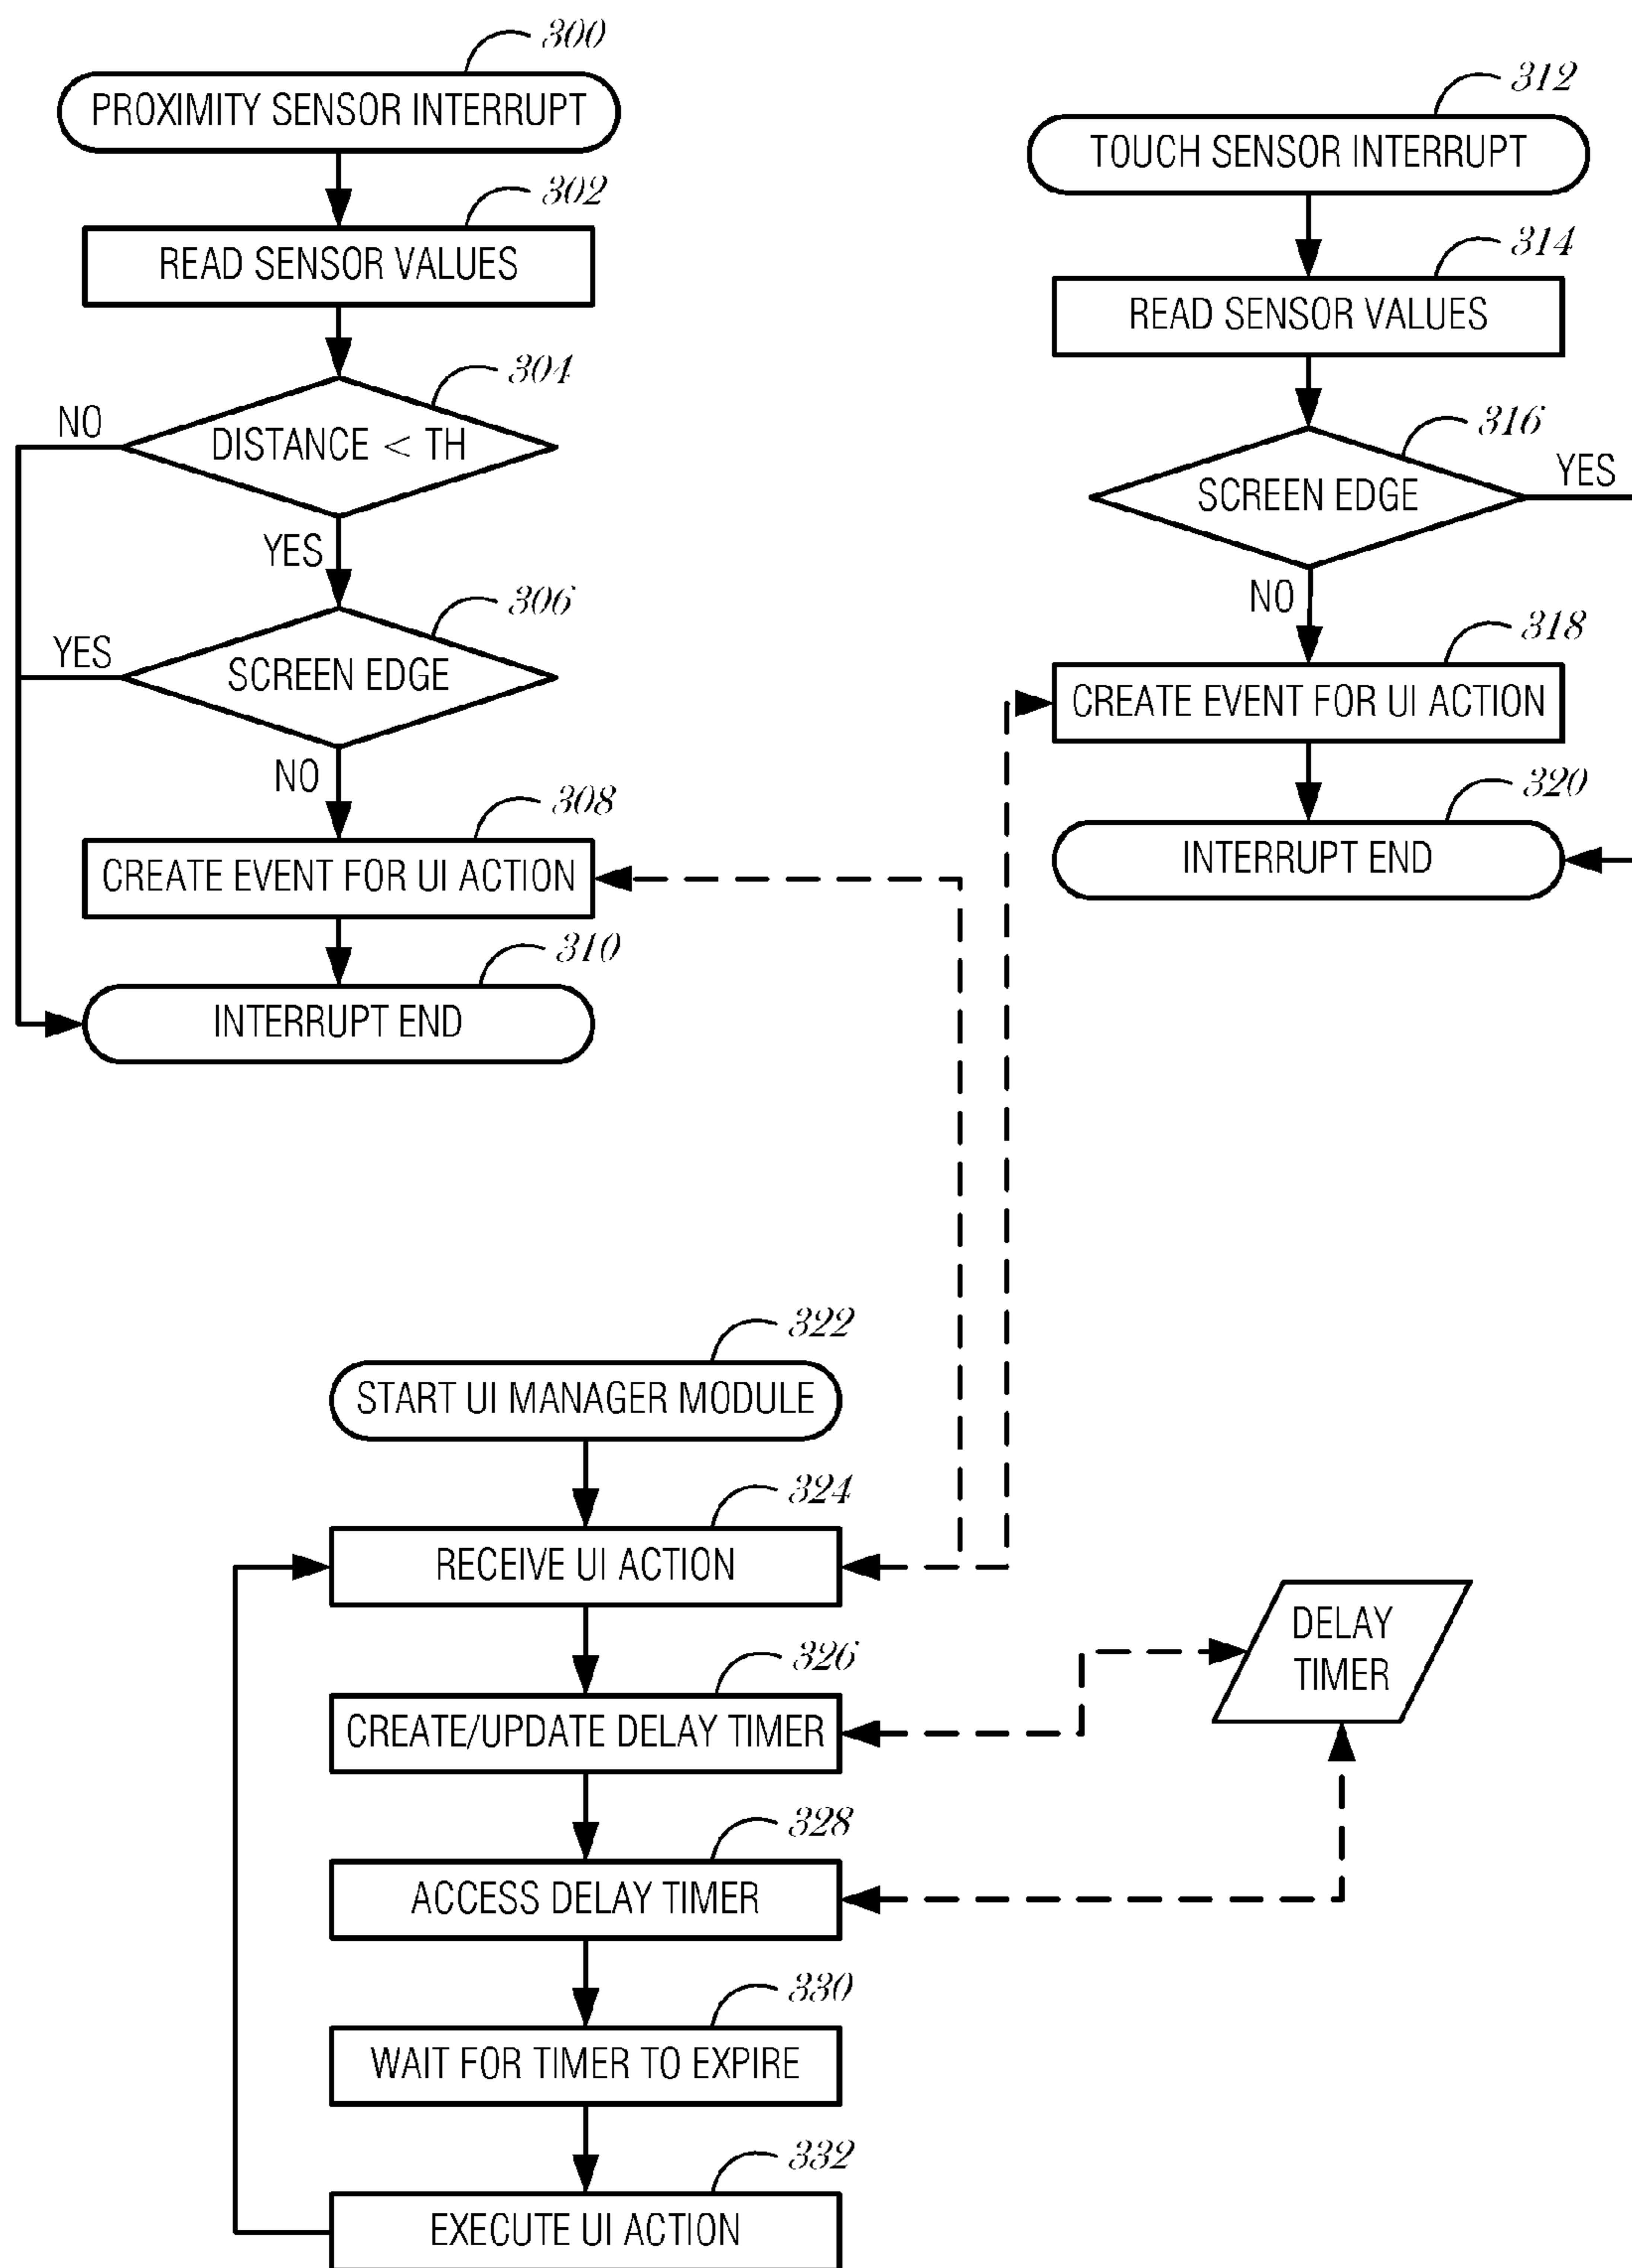 300
PROXIMITY SENSOR INTERRUPT
302
READ SENSOR VALUES
304
NO
DISTANCE < TH
YES
306
YES
SCREEN EDGE
NO
308
CREATE EVENT FOR UI ACTION
310
INTERRUPT END
312
TOUCH SENSOR INTERRUPT
314
READ SENSOR VALUES
316
YES
SCREEN EDGE
NO
318
CREATE EVENT FOR UI ACTION
320
INTERRUPT END
322
START UI MANAGER MODULE
324
RECEIVE UI ACTION
326
CREATE/UPDATE DELAY TIMER
DELAY
TIMER
328
ACCESS DELAY TIMER
330
WAIT FOR TIMER TO EXPIRE
332
EXECUTE UI ACTION